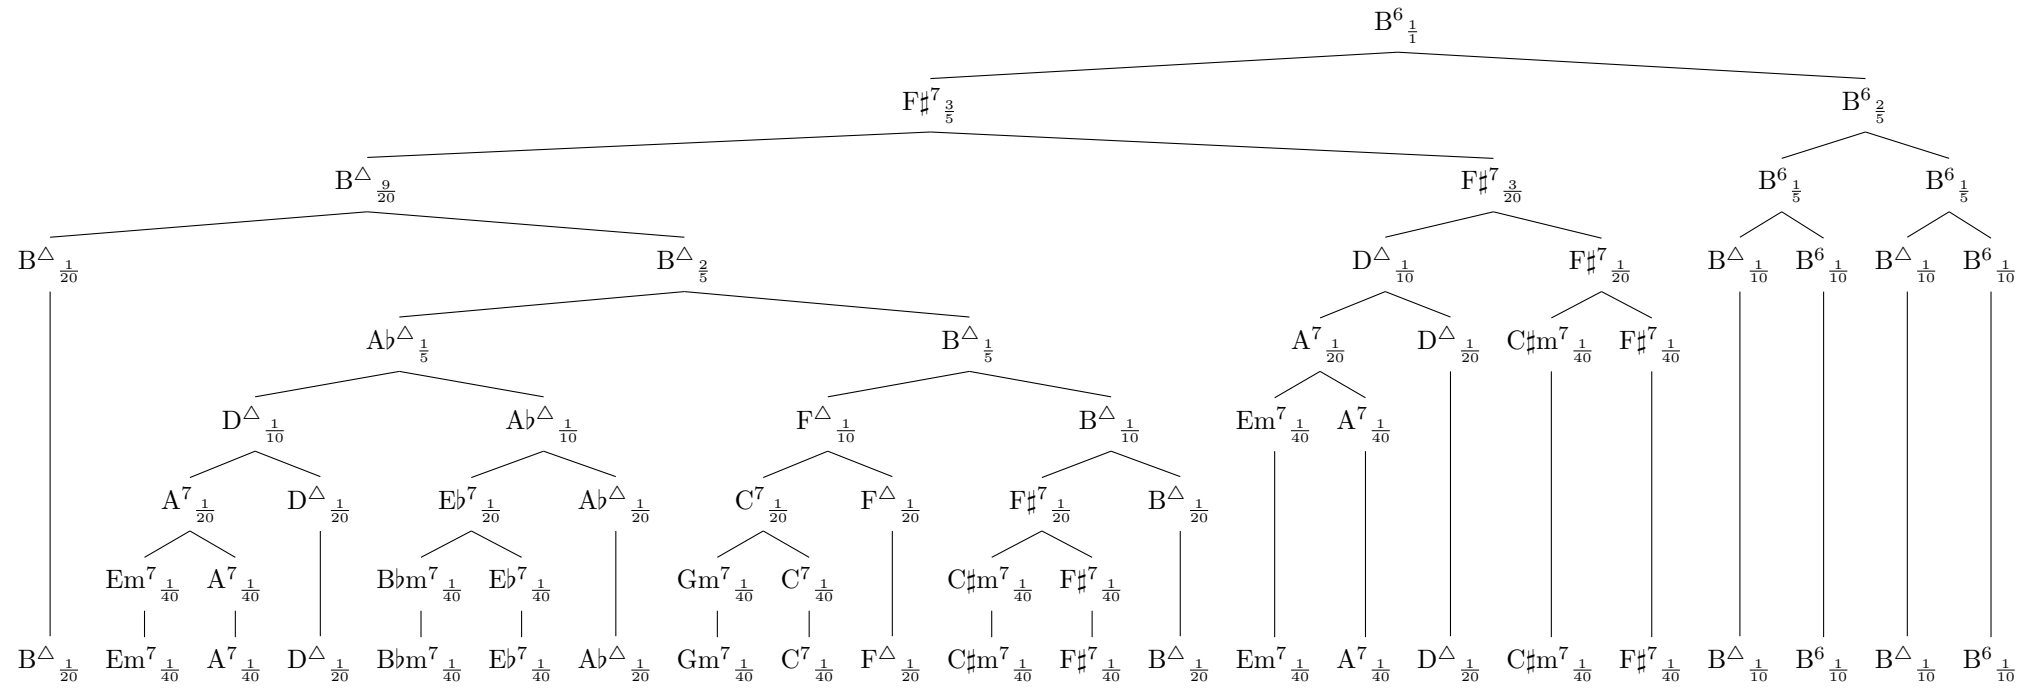 B⁶ 1/1
F♯⁷ 3/5 B⁶ 2/5
B△ 9/20 F♯⁷ 3/20 B⁶ 1/5 B⁶ 1/5
B△ 1/20 B△ 2/5 D△ 1/10 F♯⁷ 1/20 B△ 1/10 B⁶ 1/10 B△ 1/10 B⁶ 1/10
A♭△ 1/5 B△ 1/5 A⁷ 1/20 D△ 1/20 C♯m⁷ 1/40 F♯⁷ 1/40
D△ 1/10 A♭△ 1/10 F△ 1/10 B△ 1/10 Em⁷ 1/40 A⁷ 1/40
A⁷ 1/20 D△ 1/20 E♭⁷ 1/20 A♭△ 1/20 C⁷ 1/20 F△ 1/20 F♯⁷ 1/20 B△ 1/20
Em⁷ 1/40 A⁷ 1/40 B♭m⁷ 1/40 E♭⁷ 1/40 Gm⁷ 1/40 C⁷ 1/40 C♯m⁷ 1/40 F♯⁷ 1/40
B△ 1/20 Em⁷ 1/40 A⁷ 1/40 D△ 1/20 B♭m⁷ 1/40 E♭⁷ 1/40 A♭△ 1/20 Gm⁷ 1/40 C⁷ 1/40 F△ 1/20 C♯m⁷ 1/40 F♯⁷ 1/40 B△ 1/20 Em⁷ 1/40 A⁷ 1/40 D△ 1/20 C♯m⁷ 1/40 F♯⁷ 1/40 B△ 1/10 B⁶ 1/10 B△ 1/10 B⁶ 1/10